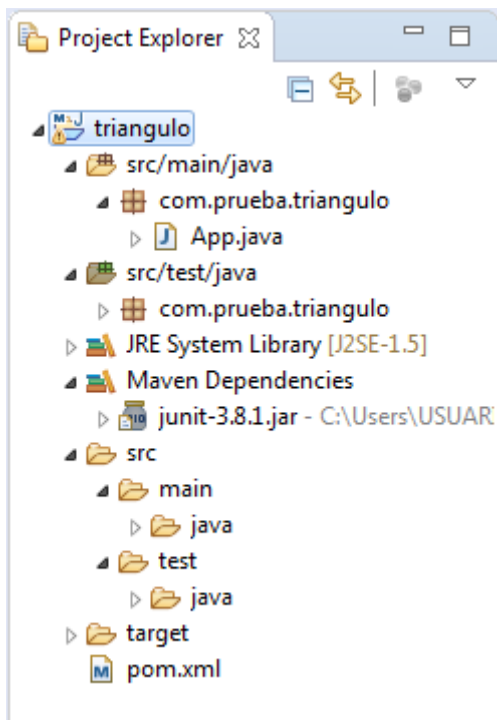 Project Explorer
triangulo
src/main/java
com.prueba.triangulo
App.java
src/test/java
com.prueba.triangulo
JRE System Library [J2SE-1.5]
Maven Dependencies
junit-3.8.1.jar - C:\Users\USUAR
src
main
java
test
java
target
pom.xml